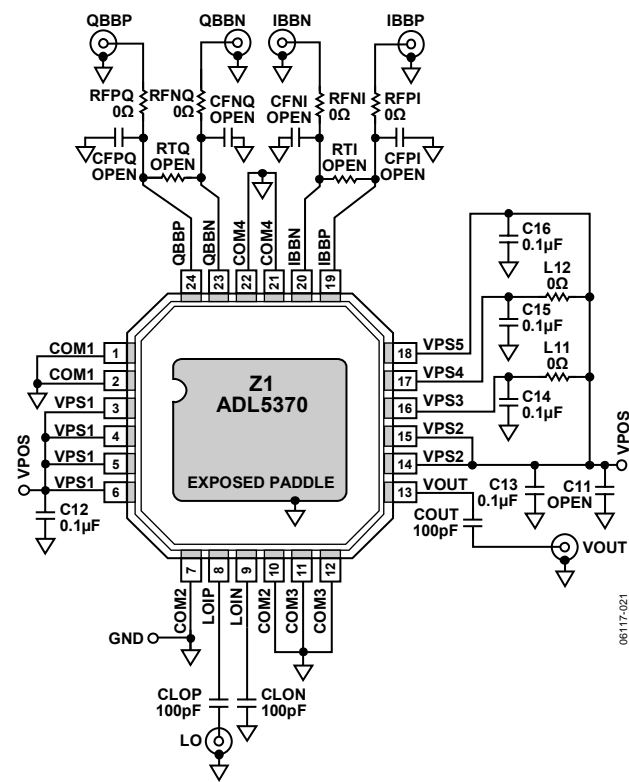 QBBP
QBBN
IBBN
IBBP
RFPQ
0Ω
RFNQ
0Ω
CFNQ
OPEN
CFNI
OPEN
RFNI
0Ω
RFPI
0Ω
CFPQ
OPEN
RTQ
OPEN
RTI
OPEN
CFPI
OPEN
QBBP
QBBN
COM4
COM4
IBBN
IBBP
24
23
22
21
20
19
C16
0.1µF
L12
0Ω
C15
0.1µF
L11
0Ω
C14
0.1µF
COM1
1
COM1
2
VPS1
3
VPS1
4
VPS1
5
VPS1
6
VPOS
C12
0.1µF
Z1
ADL5370
EXPOSED PADDLE
18
VPS5
17
VPS4
16
VPS3
15
VPS2
14
VPS2
13
VOUT
VPOS
C13
0.1µF
C11
OPEN
COUT
100pF
VOUT
7
8
9
10
11
12
COM2
LOIP
LOIN
COM2
COM3
COM3
GND
CLOP
100pF
CLON
100pF
LO
06117-021